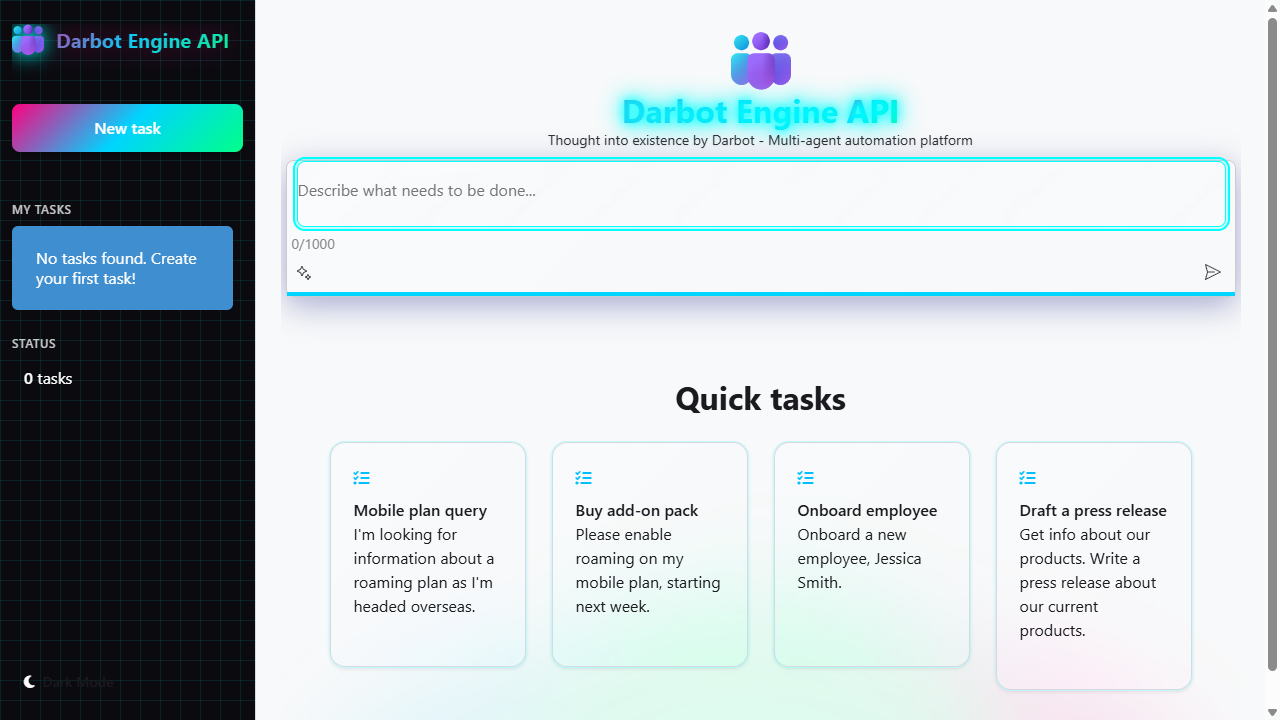 Darbot Engine API
New task
MY TASKS
No tasks found. Create
your first task!
STATUS
0 tasks
Dark Mode
Darbot Engine API
Thought into existence by Darbot - Multi-agent automation platform
Describe what needs to be done...
0/1000
Quick tasks
Mobile plan query
I'm looking for
information about a
roaming plan as I'm
headed overseas.
Buy add-on pack
Please enable
roaming on my
mobile plan, starting
next week.
Onboard employee
Onboard a new
employee, Jessica
Smith.
Draft a press release
Get info about our
products. Write a
press release about
our current
products.